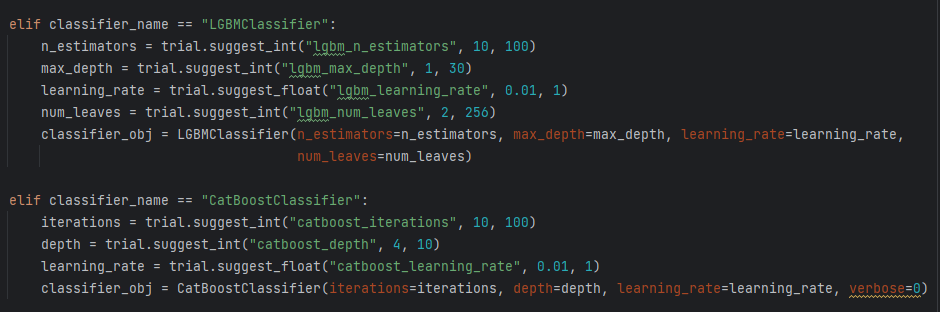 elif classifier_name == "LGBMClassifier":
    n_estimators = trial.suggest_int("lgbm_n_estimators", 10, 100)
    max_depth = trial.suggest_int("lgbm_max_depth", 1, 30)
    learning_rate = trial.suggest_float("lgbm_learning_rate", 0.01, 1)
    num_leaves = trial.suggest_int("lgbm_num_leaves", 2, 256)
    classifier_obj = LGBMClassifier(n_estimators=n_estimators, max_depth=max_depth, learning_rate=learning_rate,
                                    num_leaves=num_leaves)
elif classifier_name == "CatBoostClassifier":
    iterations = trial.suggest_int("catboost_iterations", 10, 100)
    depth = trial.suggest_int("catboost_depth", 4, 10)
    learning_rate = trial.suggest_float("catboost_learning_rate", 0.01, 1)
    classifier_obj = CatBoostClassifier(iterations=iterations, depth=depth, learning_rate=learning_rate, verbose=0)